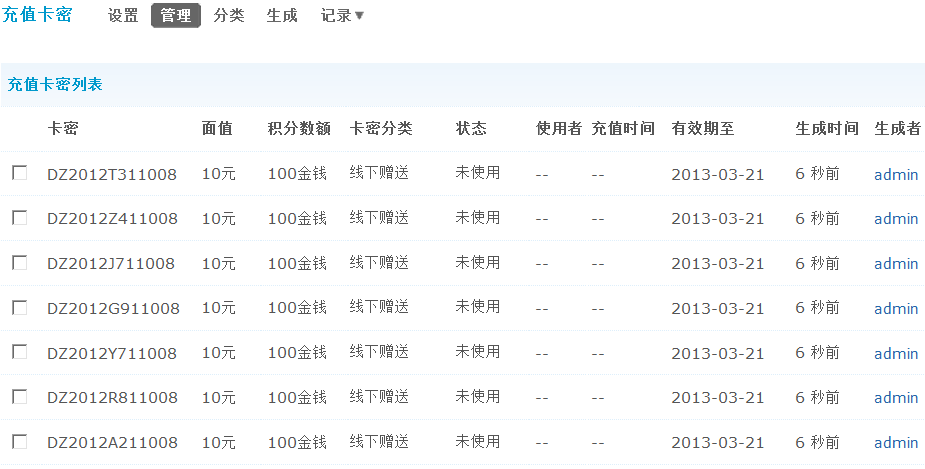 充值卡密 设置 管理 分类 生成 记录▼
充值卡密列表
卡密 面值 积分数额 卡密分类 状态 使用者 充值时间 有效期至 生成时间 生成者
DZ2012T311008 10元 100金钱 线下赠送 未使用 -- -- 2013-03-21 6 秒前 admin
DZ2012Z411008 10元 100金钱 线下赠送 未使用 -- -- 2013-03-21 6 秒前 admin
DZ2012J711008 10元 100金钱 线下赠送 未使用 -- -- 2013-03-21 6 秒前 admin
DZ2012G911008 10元 100金钱 线下赠送 未使用 -- -- 2013-03-21 6 秒前 admin
DZ2012Y711008 10元 100金钱 线下赠送 未使用 -- -- 2013-03-21 6 秒前 admin
DZ2012R811008 10元 100金钱 线下赠送 未使用 -- -- 2013-03-21 6 秒前 admin
DZ2012A211008 10元 100金钱 线下赠送 未使用 -- -- 2013-03-21 6 秒前 admin